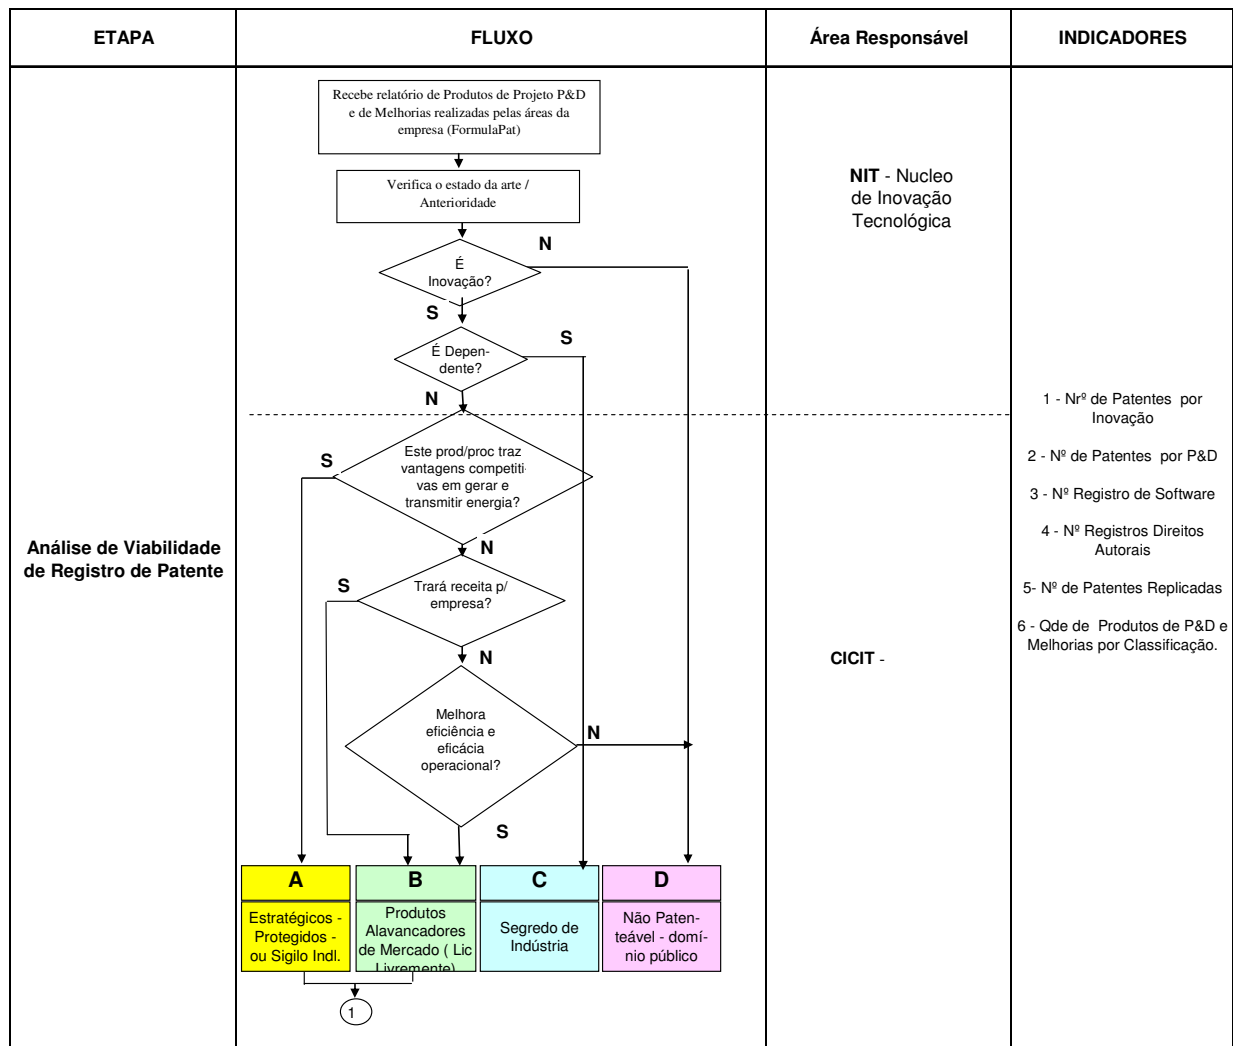 ETAPA
FLUXO
Área Responsável
INDICADORES
Análise de Viabilidade
de Registro de Patente
Recebe relatório de Produtos de Projeto P&D
e de Melhorias realizadas pelas áreas da
empresa (FormulaPat)
Verifica o estado da arte /
Anterioridade
N
É
Inovação?
S
S
É Depen-
dente?
N
Este prod/proc traz
vantagens competiti-
vas em gerar e
transmitir energia?
S
N
Trará receita p/
empresa?
S
N
Melhora
eficiência e
eficácia
operacional?
N
S
A
Estratégicos -
Protegidos -
ou Sigilo Indl.
B
Produtos
Alavancadores
de Mercado ( Lic
Livremente)
C
Segredo de
Indústria
D
Não Paten-
teável - domí-
nio público
1
NIT - Nucleo
de Inovação
Tecnológica
CICIT -
1 - Nrº de Patentes por
Inovação
2 - Nº de Patentes por P&D
3 - Nº Registro de Software
4 - Nº Registros Direitos
Autorais
5- Nº de Patentes Replicadas
6 - Qde de Produtos de P&D e
Melhorias por Classificação.